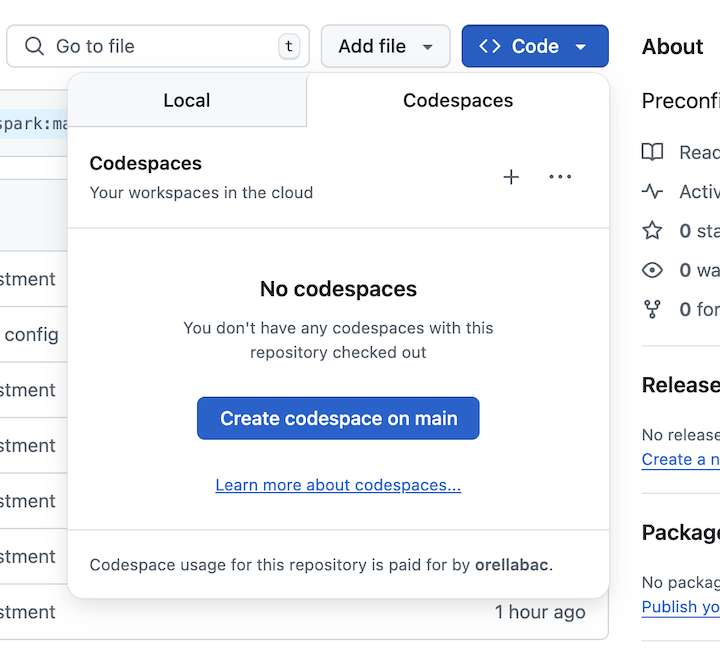 Go to file
t
Add file
<> Code
About
Local
Codespaces
Preconfi
spark:ma
Codespaces
Your workspaces in the cloud
+ ...
Read
Activ
0 sta
0 wa
0 for
stment
config
stment
stment
stment
stment
stment
No codespaces
You don't have any codespaces with this
repository checked out
Create codespace on main
Learn more about codespaces...
Codespace usage for this repository is paid for by orellabac.
1 hour ago
Release
No release
Create a n
Package
No packag
Publish yo